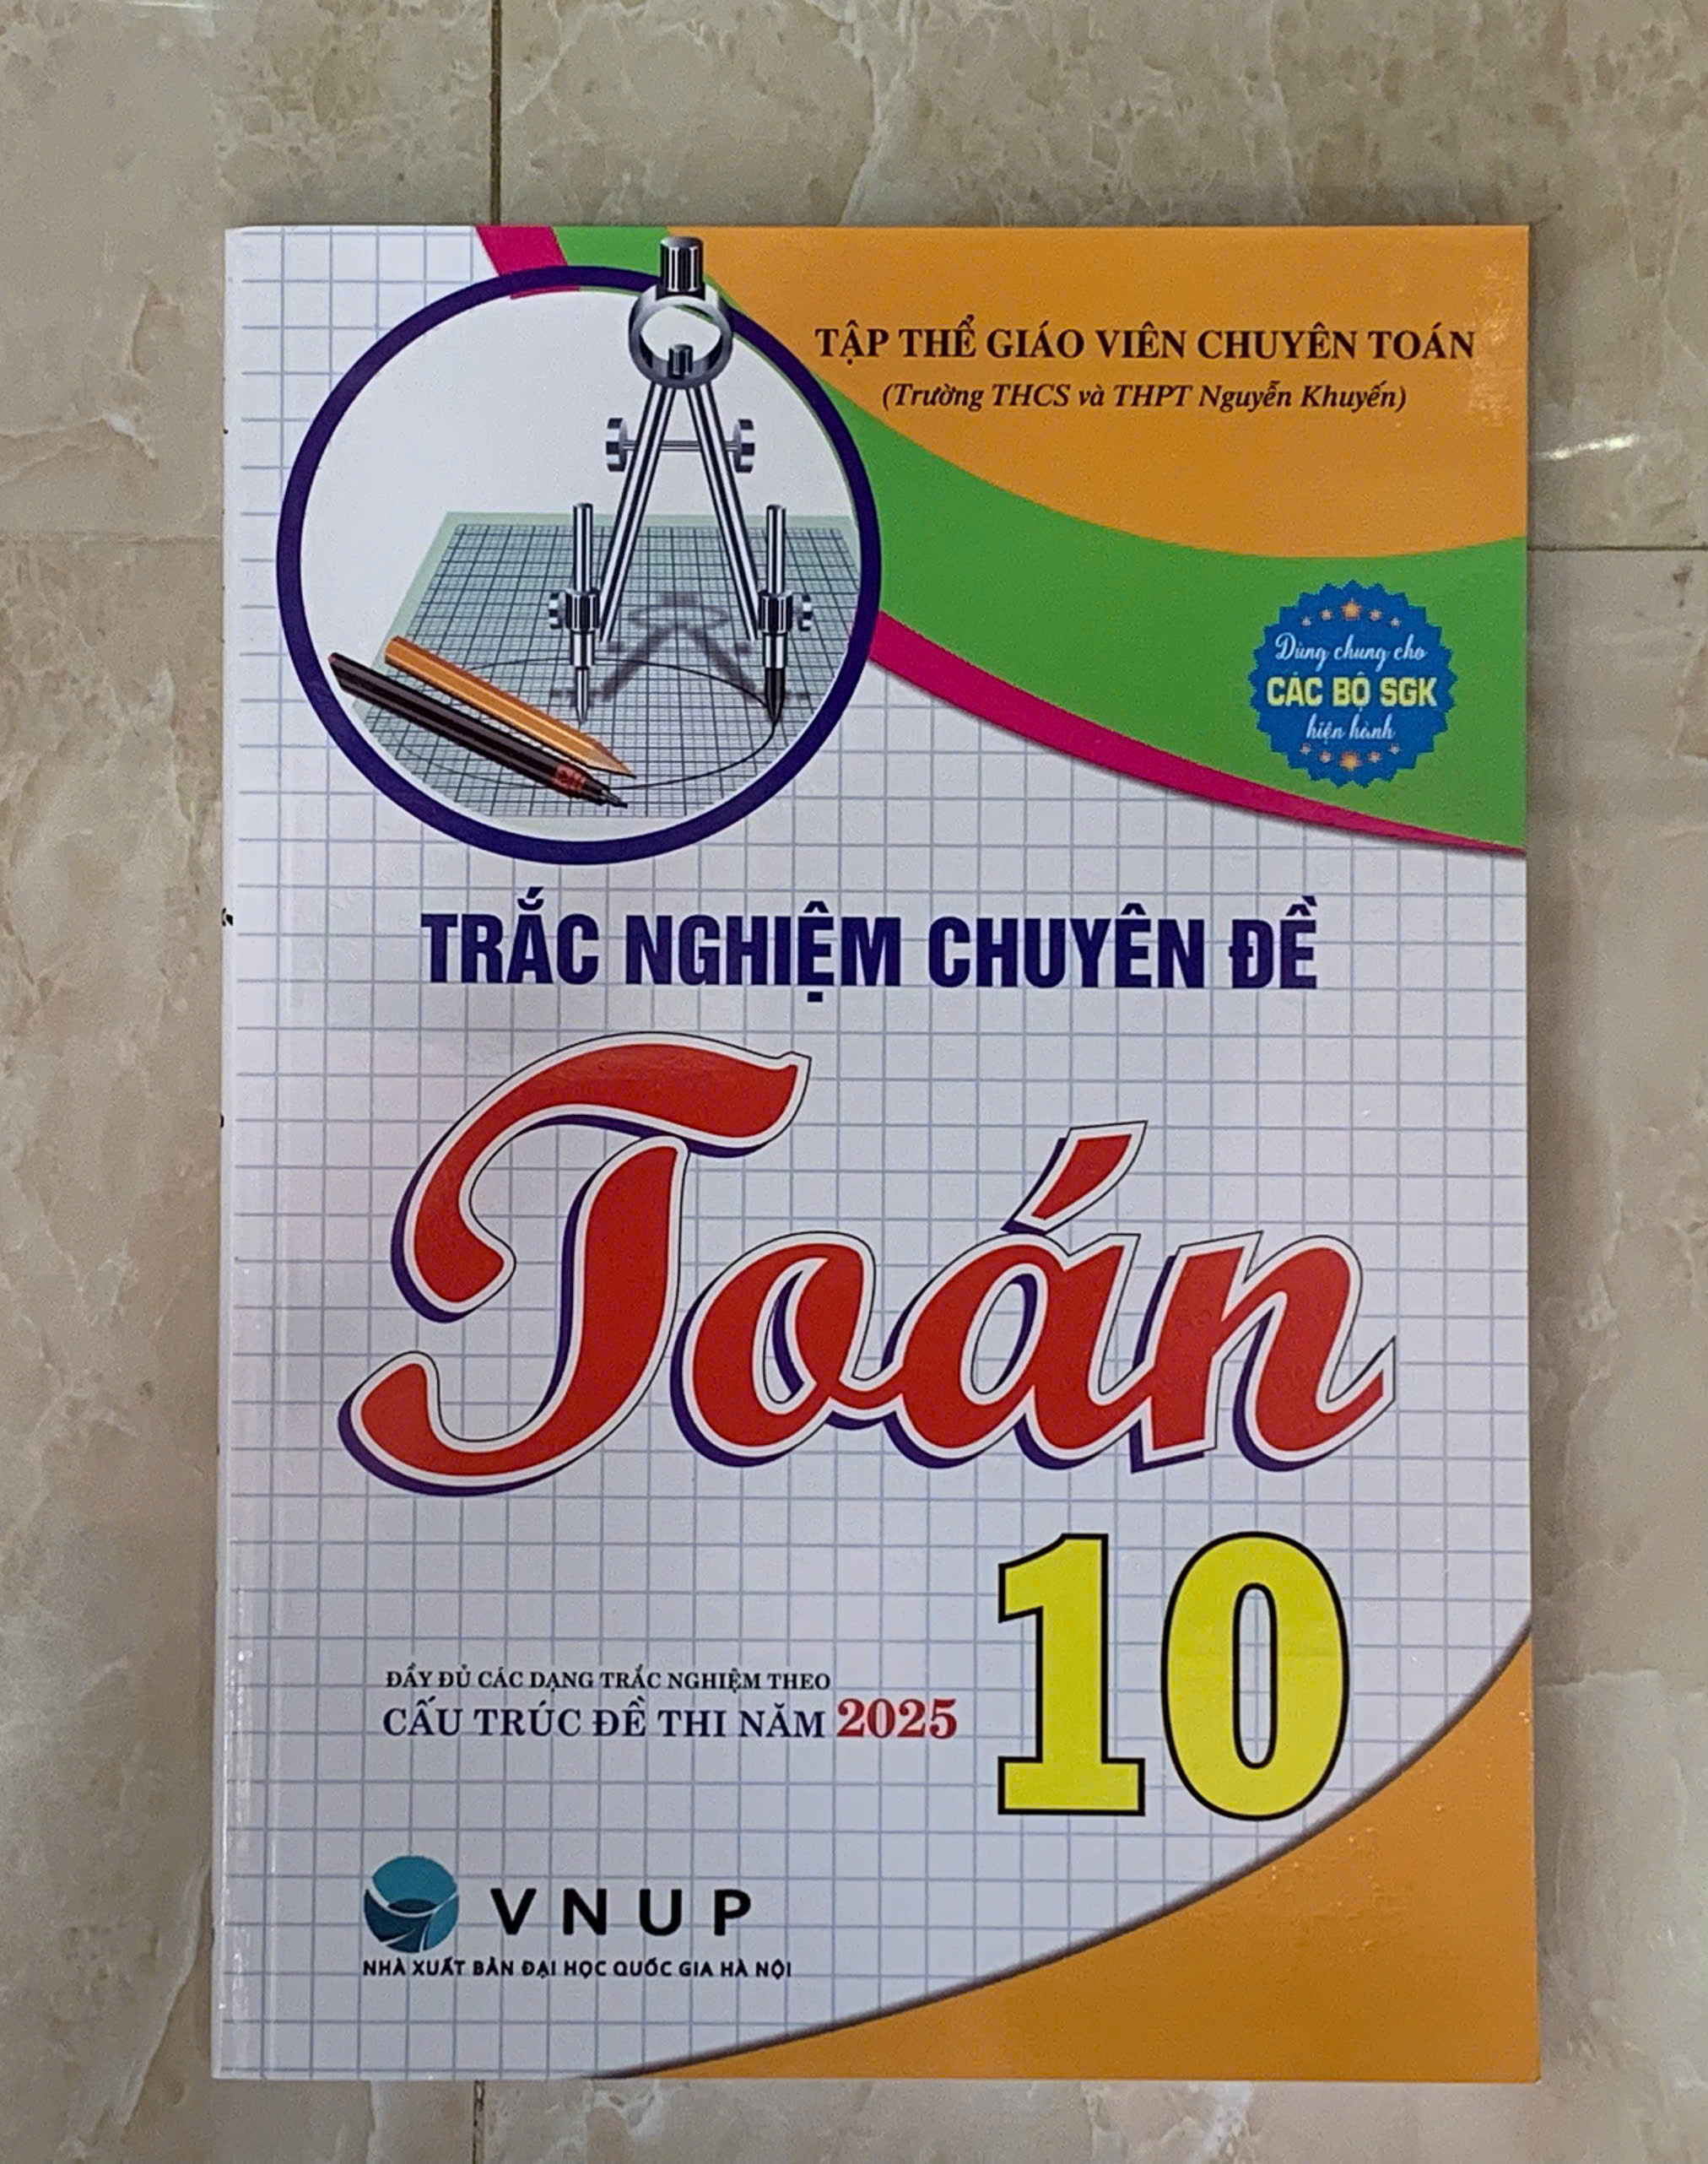 TẬP THỂ GIÁO VIÊN CHUYÊN TOÁN
(Trường THCS và THPT Nguyễn Khuyến)
Dùng chung cho
CÁC BỘ SGK
hiện hành
TRẮC NGHIỆM CHUYÊN ĐỀ
Toán
10
ĐẦY ĐỦ CÁC DẠNG TRẮC NGHIỆM THEO
CẤU TRÚC ĐỀ THI NĂM 2025
VNUP
NHÀ XUẤT BẢN ĐẠI HỌC QUỐC GIA HÀ NỘI